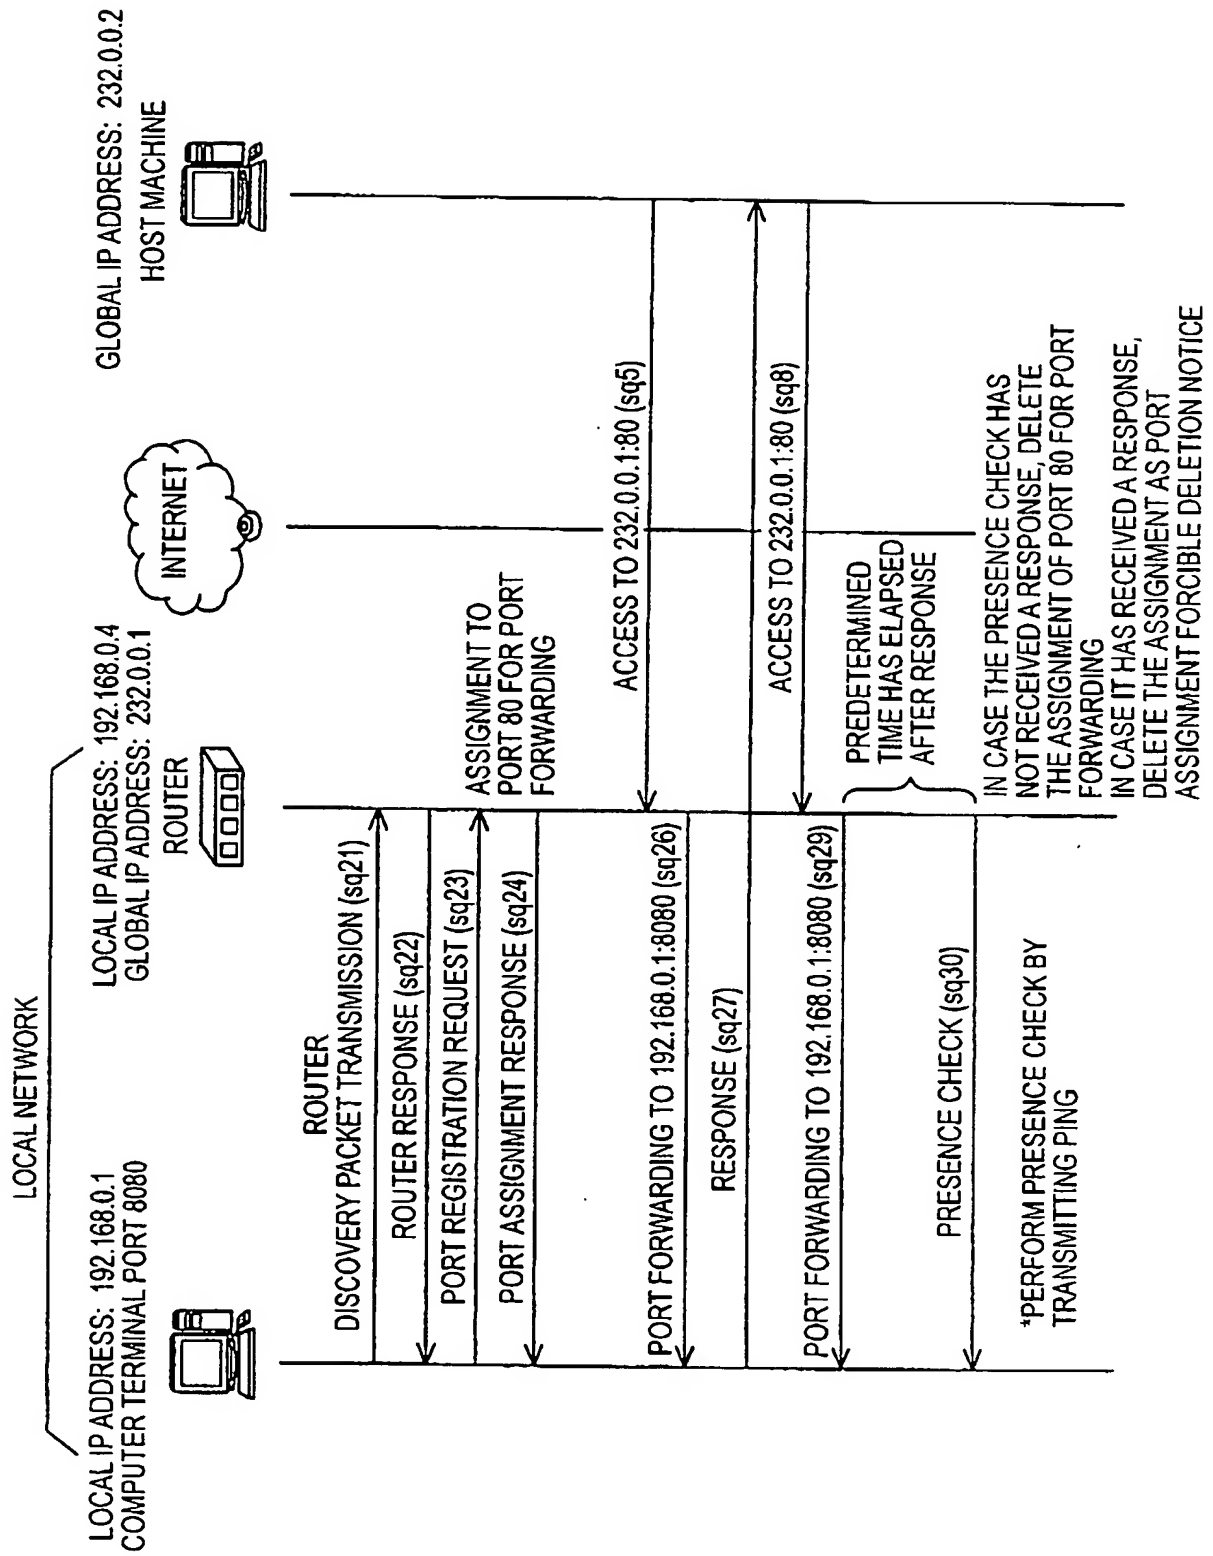 LOCAL NETWORK
LOCAL IP ADDRESS: 192.168.0.1
COMPUTER TERMINAL PORT 8080
LOCAL IP ADDRESS: 192.168.0.4
GLOBAL IP ADDRESS: 232.0.0.1
ROUTER
INTERNET
GLOBAL IP ADDRESS: 232.0.0.2
HOST MACHINE
ROUTER
DISCOVERY PACKET TRANSMISSION (sq21)
ROUTER RESPONSE (sq22)
PORT REGISTRATION REQUEST (sq23)
ASSIGNMENT TO
PORT 80 FOR PORT
FORWARDING
PORT ASSIGNMENT RESPONSE (sq24)
ACCESS TO 232.0.0.1:80 (sq5)
PORT FORWARDING TO 192.168.0.1:8080 (sq26)
RESPONSE (sq27)
ACCESS TO 232.0.0.1:80 (sq8)
PORT FORWARDING TO 192.168.0.1:8080 (sq29)
PREDETERMINED
TIME HAS ELAPSED
AFTER RESPONSE
PRESENCE CHECK (sq30)
*PERFORM PRESENCE CHECK BY
TRANSMITTING PING
IN CASE THE PRESENCE CHECK HAS
NOT RECEIVED A RESPONSE, DELETE
THE ASSIGNMENT OF PORT 80 FOR PORT
FORWARDING
IN CASE IT HAS RECEIVED A RESPONSE,
DELETE THE ASSIGNMENT AS PORT
ASSIGNMENT FORCIBLE DELETION NOTICE